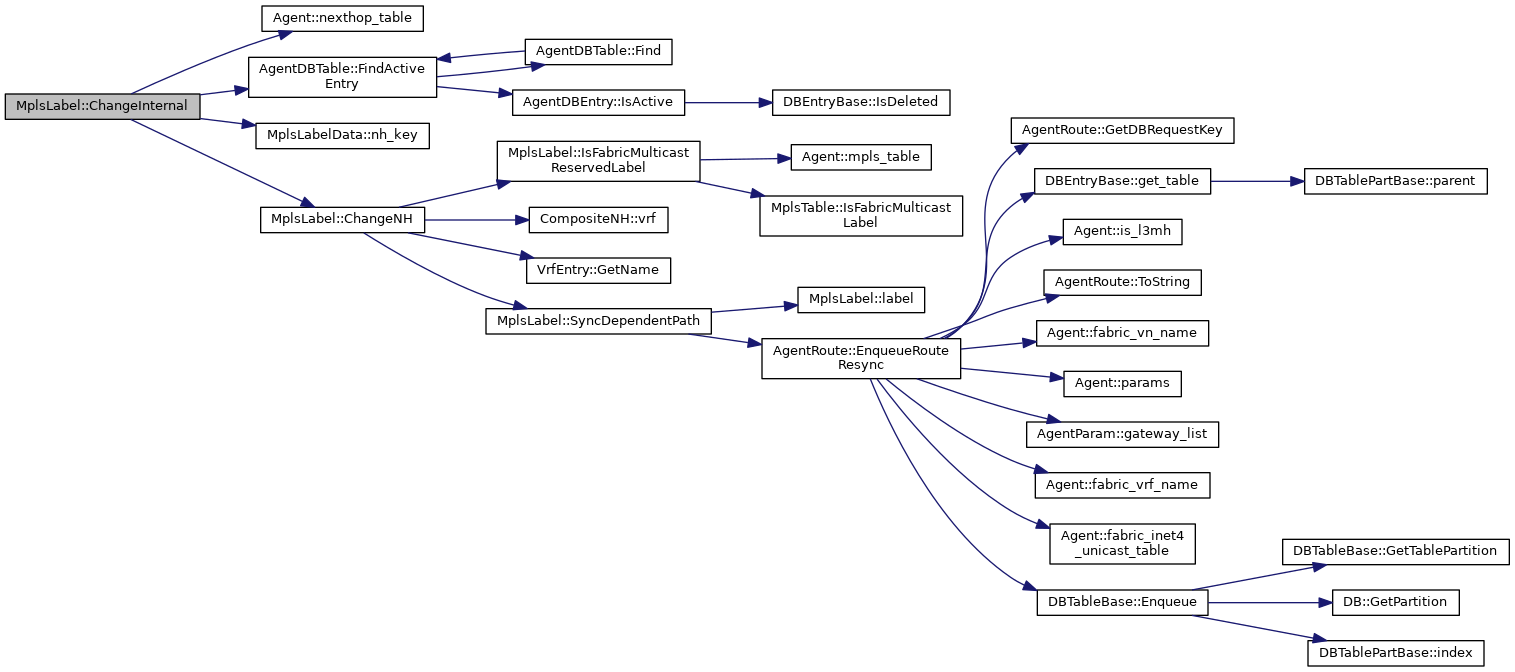 MplsLabel::ChangeInternal
Agent::nexthop_table
AgentDBTable::FindActive
Entry
AgentDBTable::Find
AgentDBEntry::IsActive
DBEntryBase::IsDeleted
MplsLabelData::nh_key
MplsLabel::ChangeNH
MplsLabel::IsFabricMulticast
ReservedLabel
Agent::mpls_table
MplsTable::IsFabricMulticast
Label
CompositeNH::vrf
VrfEntry::GetName
MplsLabel::SyncDependentPath
MplsLabel::label
AgentRoute::EnqueueRoute
Resync
AgentRoute::GetDBRequestKey
DBEntryBase::get_table
DBTablePartBase::parent
Agent::is_l3mh
AgentRoute::ToString
Agent::fabric_vn_name
Agent::params
AgentParam::gateway_list
Agent::fabric_vrf_name
Agent::fabric_inet4
_unicast_table
DBTableBase::Enqueue
DBTableBase::GetTablePartition
DB::GetPartition
DBTablePartBase::index